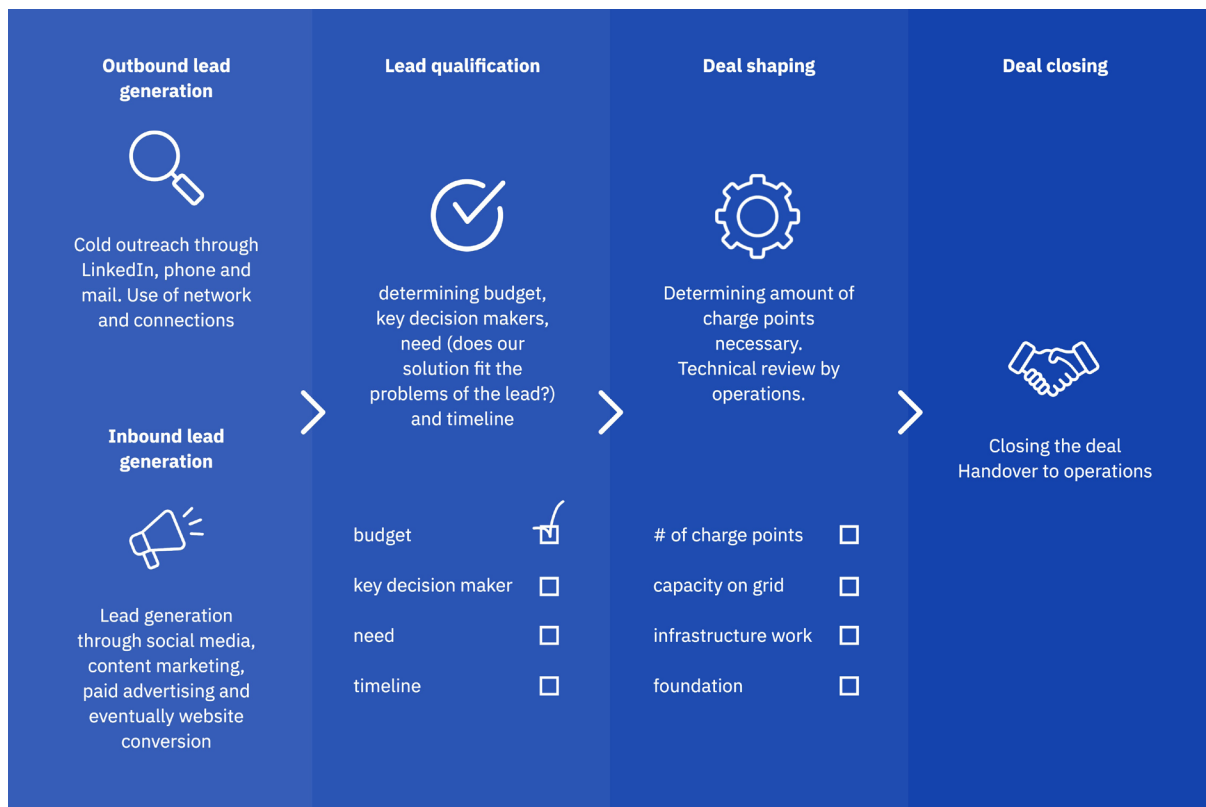 Outbound lead
generation
Cold outreach through
LinkedIn, phone and
mail. Use of network
and connections
Inbound lead
generation
Lead generation
through social media,
content marketing,
paid advertising and
eventually website
conversion
Lead qualification
determining budget,
key decision makers,
need (does our
solution fit the
problems of the lead?)
and timeline
budget
key decision maker
need
timeline
Deal shaping
Determining amount of
charge points
necessary.
Technical review by
operations.
# of charge points
capacity on grid
infrastructure work
foundation
Deal closing
Closing the deal
Handover to operations